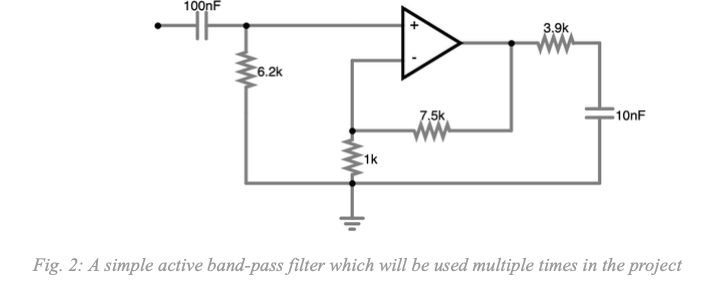 100nF
+
3.9k
6.2k
-
7.5k
10nF
1k
Fig. 2: A simple active band-pass filter which will be used multiple times in the project